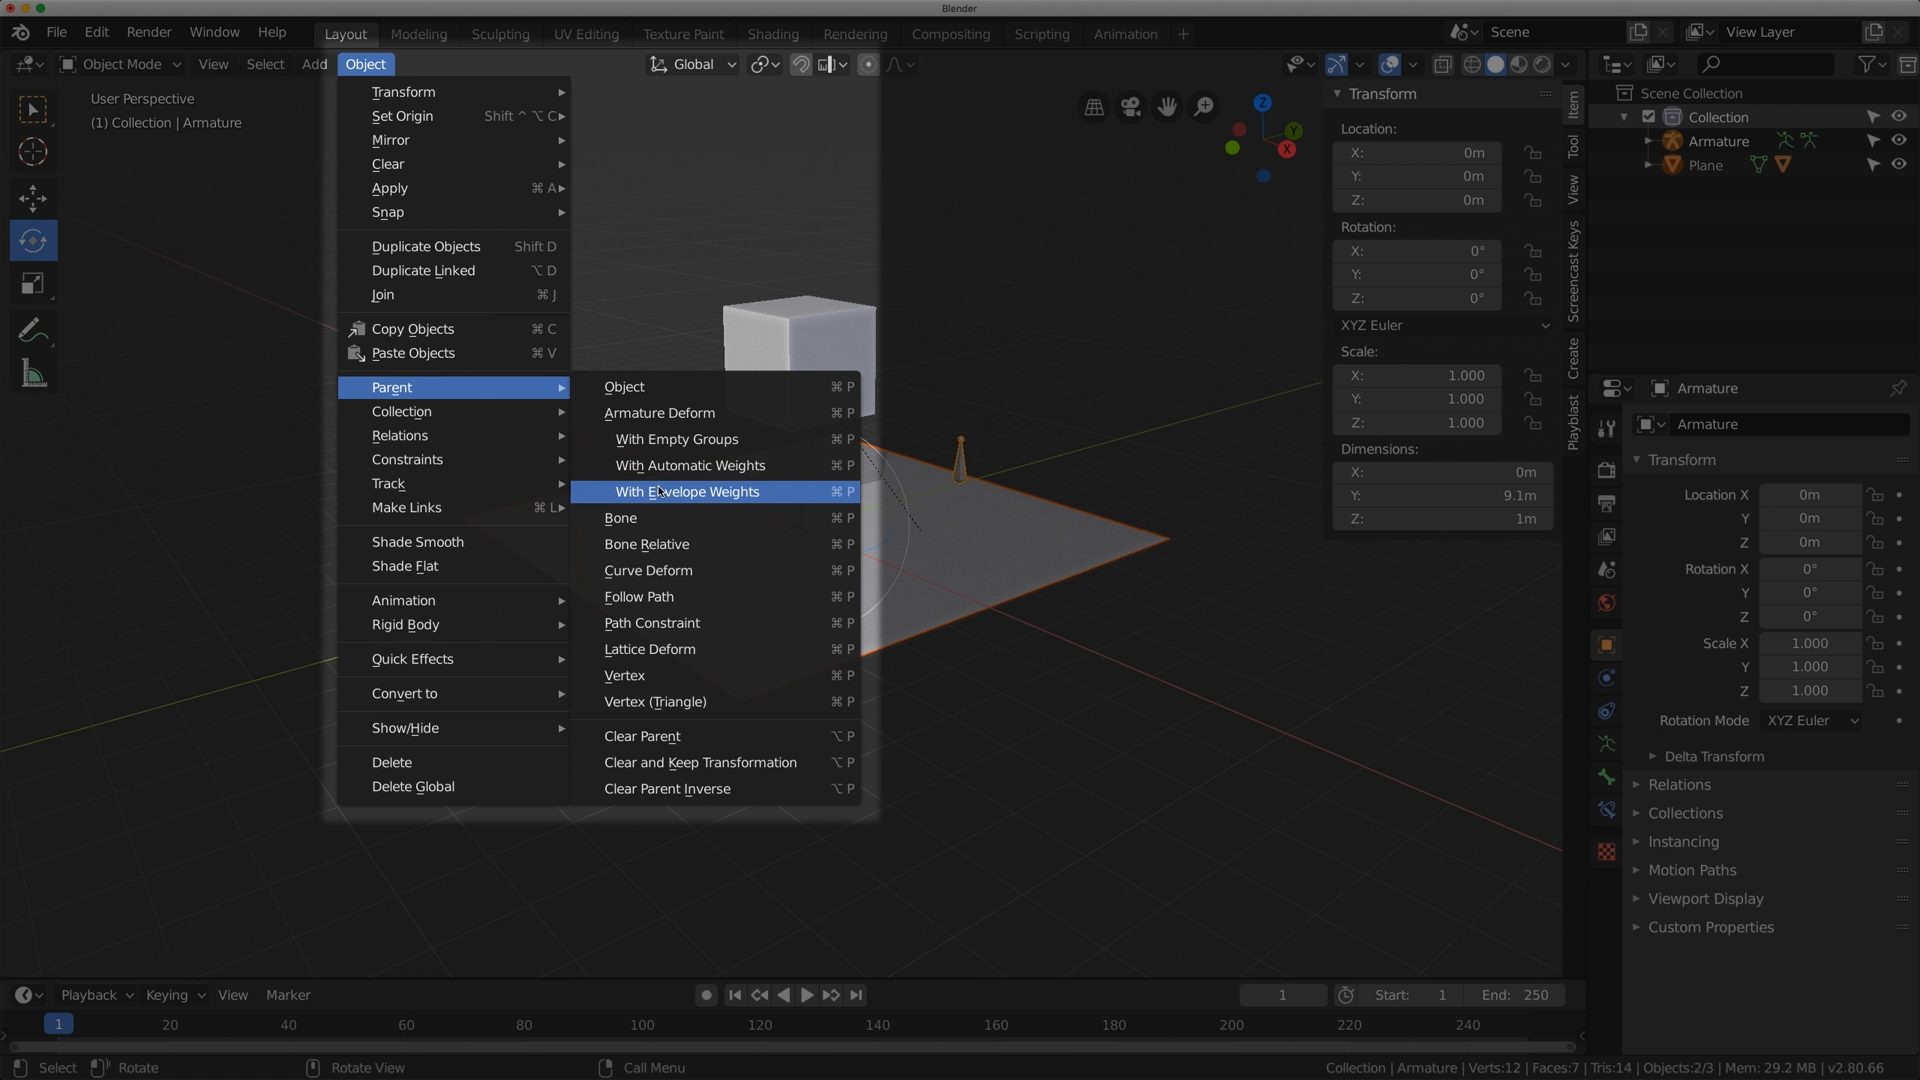 Blender
File Edit Render Window Help
Layout Modeling Sculpting UV Editing Texture Paint Shading Rendering Compositing Scripting Animation +
Scene
View Layer
Object Mode View Select Add Object
Global
User Perspective
(1) Collection | Armature
Transform
Set Origin Shift ^ ⌥ C
Mirror
Clear
Apply ⌘ A
Snap
Duplicate Objects Shift D
Duplicate Linked ⌥ D
Join ⌘ J
Copy Objects ⌘ C
Paste Objects ⌘ V
Parent
Collection
Relations
Constraints
Track
Make Links ⌘ L
Shade Smooth
Shade Flat
Animation
Rigid Body
Quick Effects
Convert to
Show/Hide
Delete
Delete Global
Object ⌘ P
Armature Deform ⌘ P
With Empty Groups ⌘ P
With Automatic Weights ⌘ P
With Envelope Weights ⌘ P
Bone ⌘ P
Bone Relative ⌘ P
Curve Deform ⌘ P
Follow Path ⌘ P
Path Constraint ⌘ P
Lattice Deform ⌘ P
Vertex ⌘ P
Vertex (Triangle) ⌘ P
Clear Parent ⌥ P
Clear and Keep Transformation ⌥ P
Clear Parent Inverse ⌥ P
Z
Y
X
Transform
Location:
X: 0m
Y: 0m
Z: 0m
Rotation:
X: 0°
Y: 0°
Z: 0°
XYZ Euler
Scale:
X: 1.000
Y: 1.000
Z: 1.000
Dimensions:
X: 0m
Y: 9.1m
Z: 1m
Item
Tool
View
Screencast Keys
Create
Playblast
Scene Collection
Collection
Armature
Plane
Armature
Armature
Transform
Location X 0m
Y 0m
Z 0m
Rotation X 0°
Y 0°
Z 0°
Scale X 1.000
Y 1.000
Z 1.000
Rotation Mode XYZ Euler
Delta Transform
Relations
Collections
Instancing
Motion Paths
Viewport Display
Custom Properties
Playback Keying View Marker
1 Start: 1 End: 250
1 20 40 60 80 100 120 140 160 180 200 220 240
Select Rotate Rotate View Call Menu
Collection | Armature | Verts:12 | Faces:7 | Tris:14 | Objects:2/3 | Mem: 29.2 MB | v2.80.66